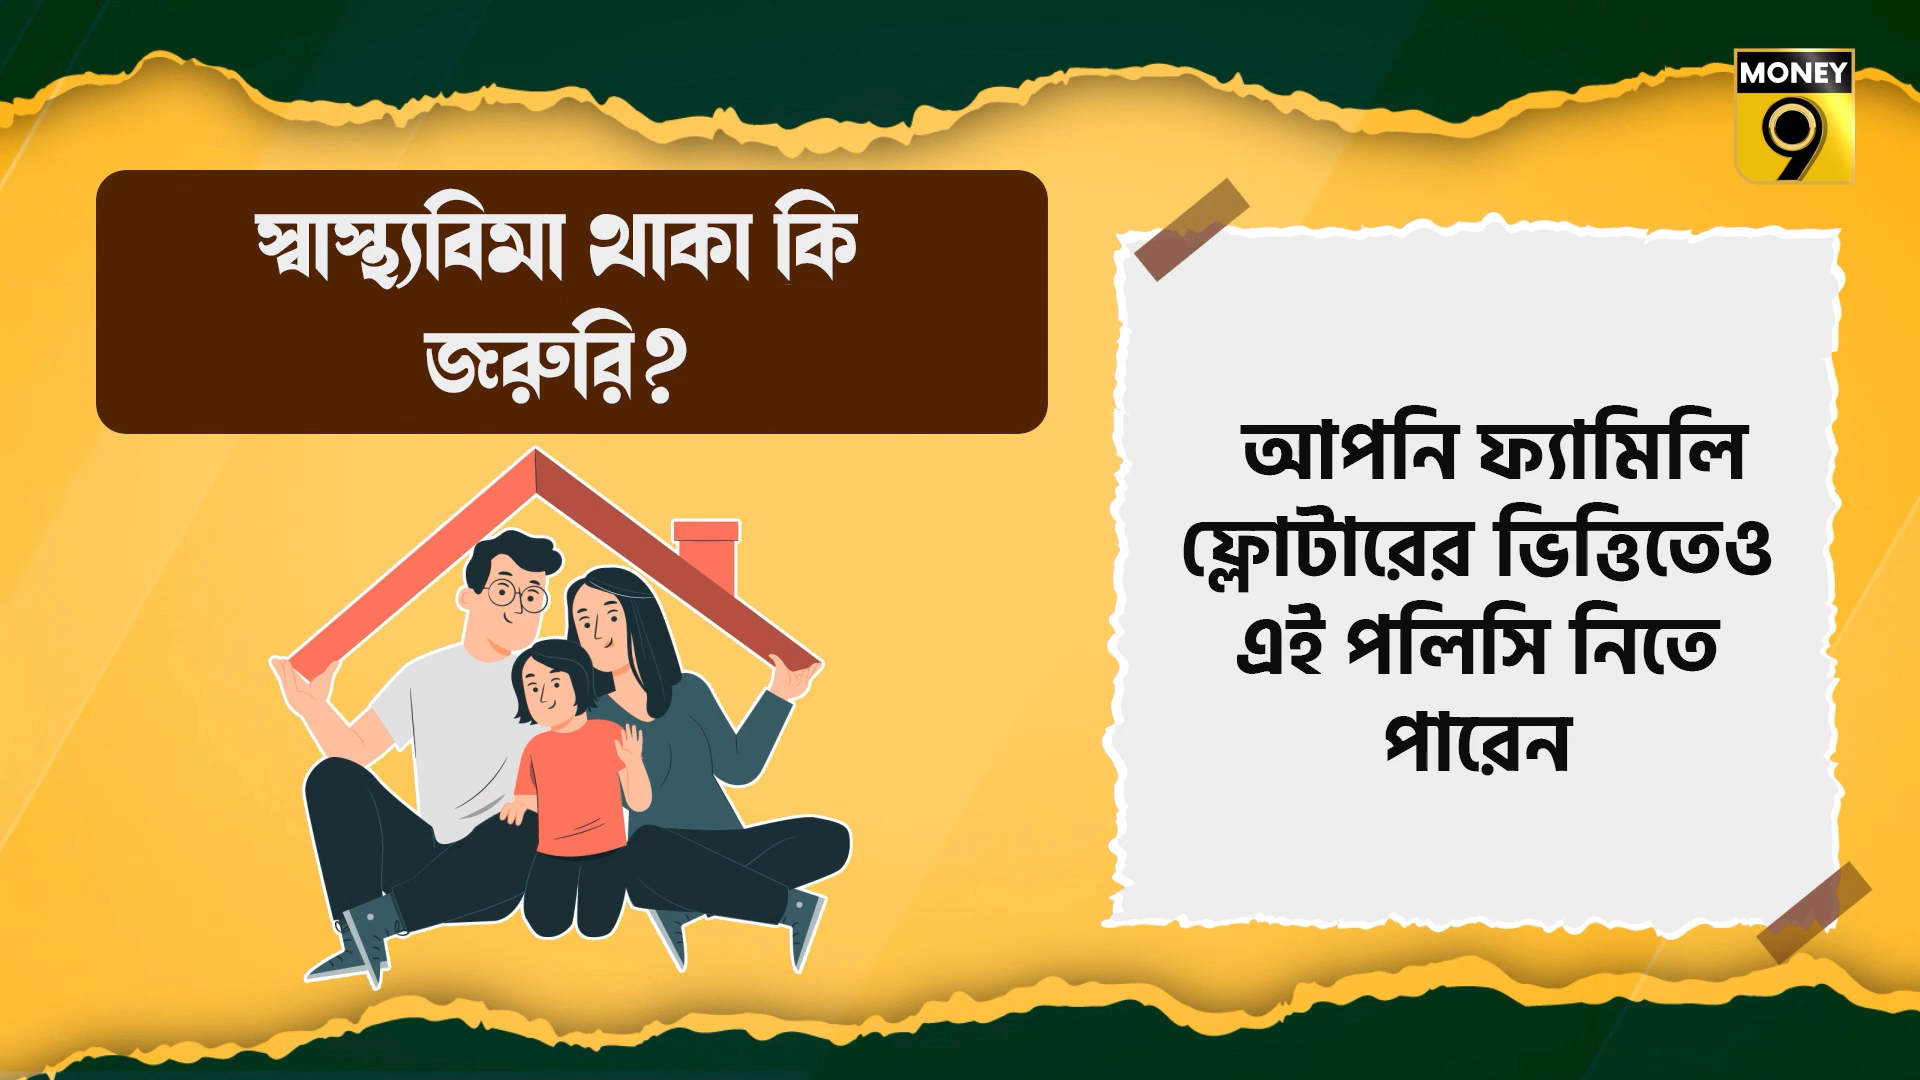 MONEY
9
স্বাস্থ্যবিমা থাকা কি
জরুরি?
আপনি ফ্যামিলি
ফ্লোটারের ভিত্তিতেও
এই পলিসি নিতে
পারেন